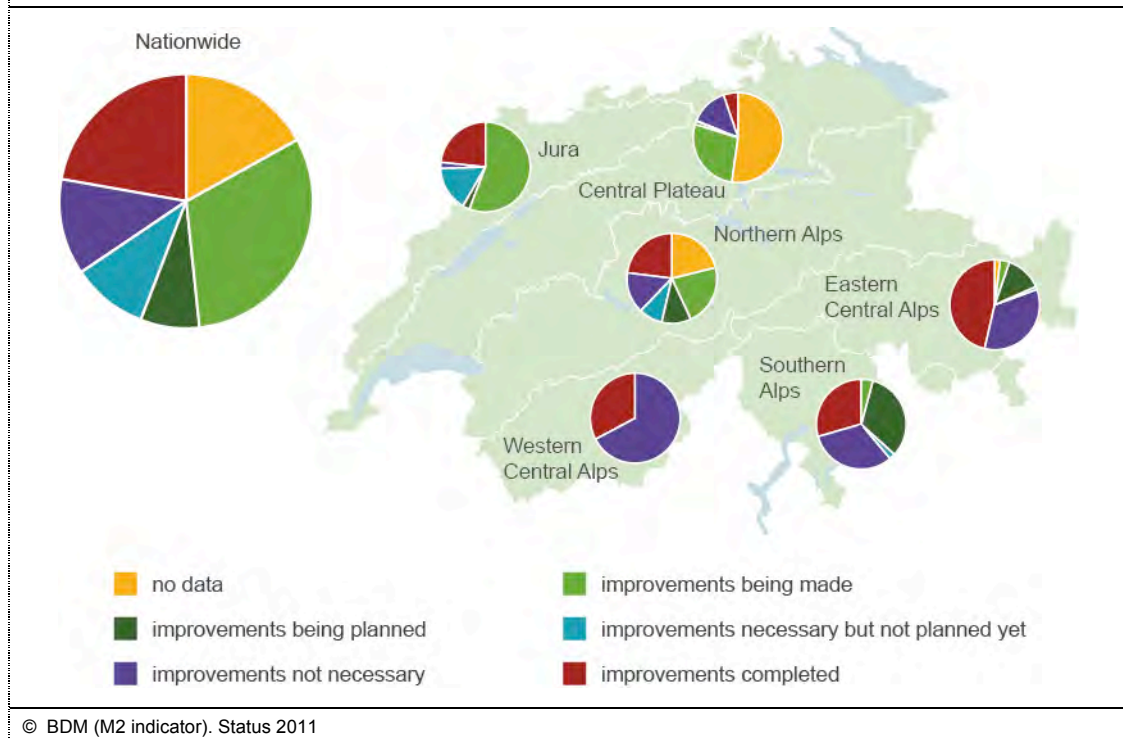 Nationwide
Jura
Central Plateau
Northern Alps
Eastern
Central Alps
Southern
Alps
Western
Central Alps
no data
improvements being made
improvements being planned
improvements necessary but not planned yet
improvements not necessary
improvements completed
© BDM (M2 indicator). Status 2011